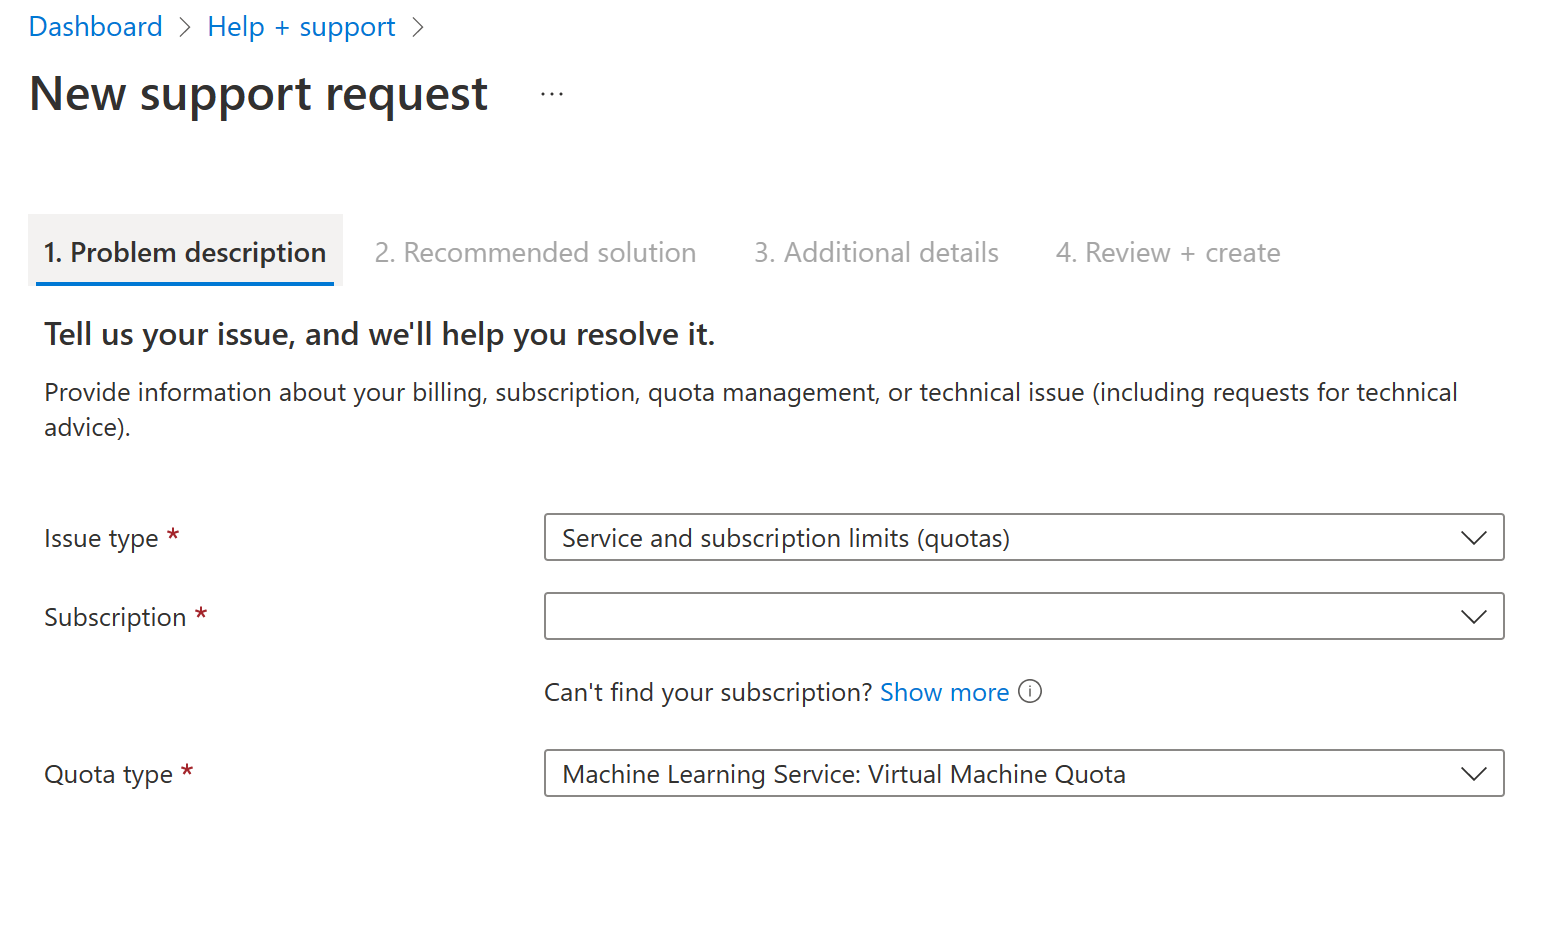 Dashboard > Help + support >
New support request ...
1. Problem description 2. Recommended solution 3. Additional details 4. Review + create
Tell us your issue, and we'll help you resolve it.
Provide information about your billing, subscription, quota management, or technical issue (including requests for technical
advice).
Issue type * Service and subscription limits (quotas)
Subscription *
Can't find your subscription? Show more
Quota type * Machine Learning Service: Virtual Machine Quota